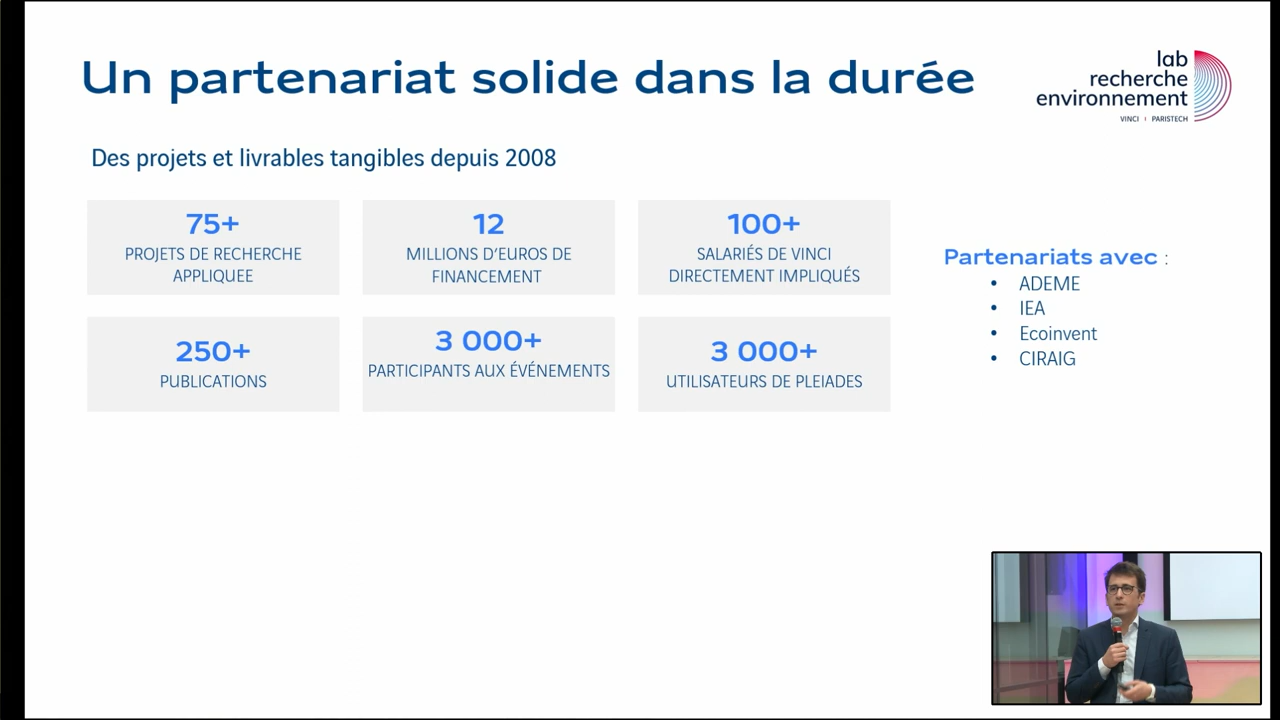 Un partenariat solide dans la durée
lab
recherche
environnement
VINCI | PARISTECH
Des projets et livrables tangibles depuis 2008
75+
PROJETS DE RECHERCHE
APPLIQUEE
12
MILLIONS D'EUROS DE
FINANCEMENT
100+
SALARIÉS DE VINCI
DIRECTEMENT IMPLIQUÉS
250+
PUBLICATIONS
3 000+
PARTICIPANTS AUX ÉVÉNEMENTS
3 000+
UTILISATEURS DE PLEIADES
Partenariats avec :
• ADEME
• IEA
• Ecoinvent
• CIRAIG